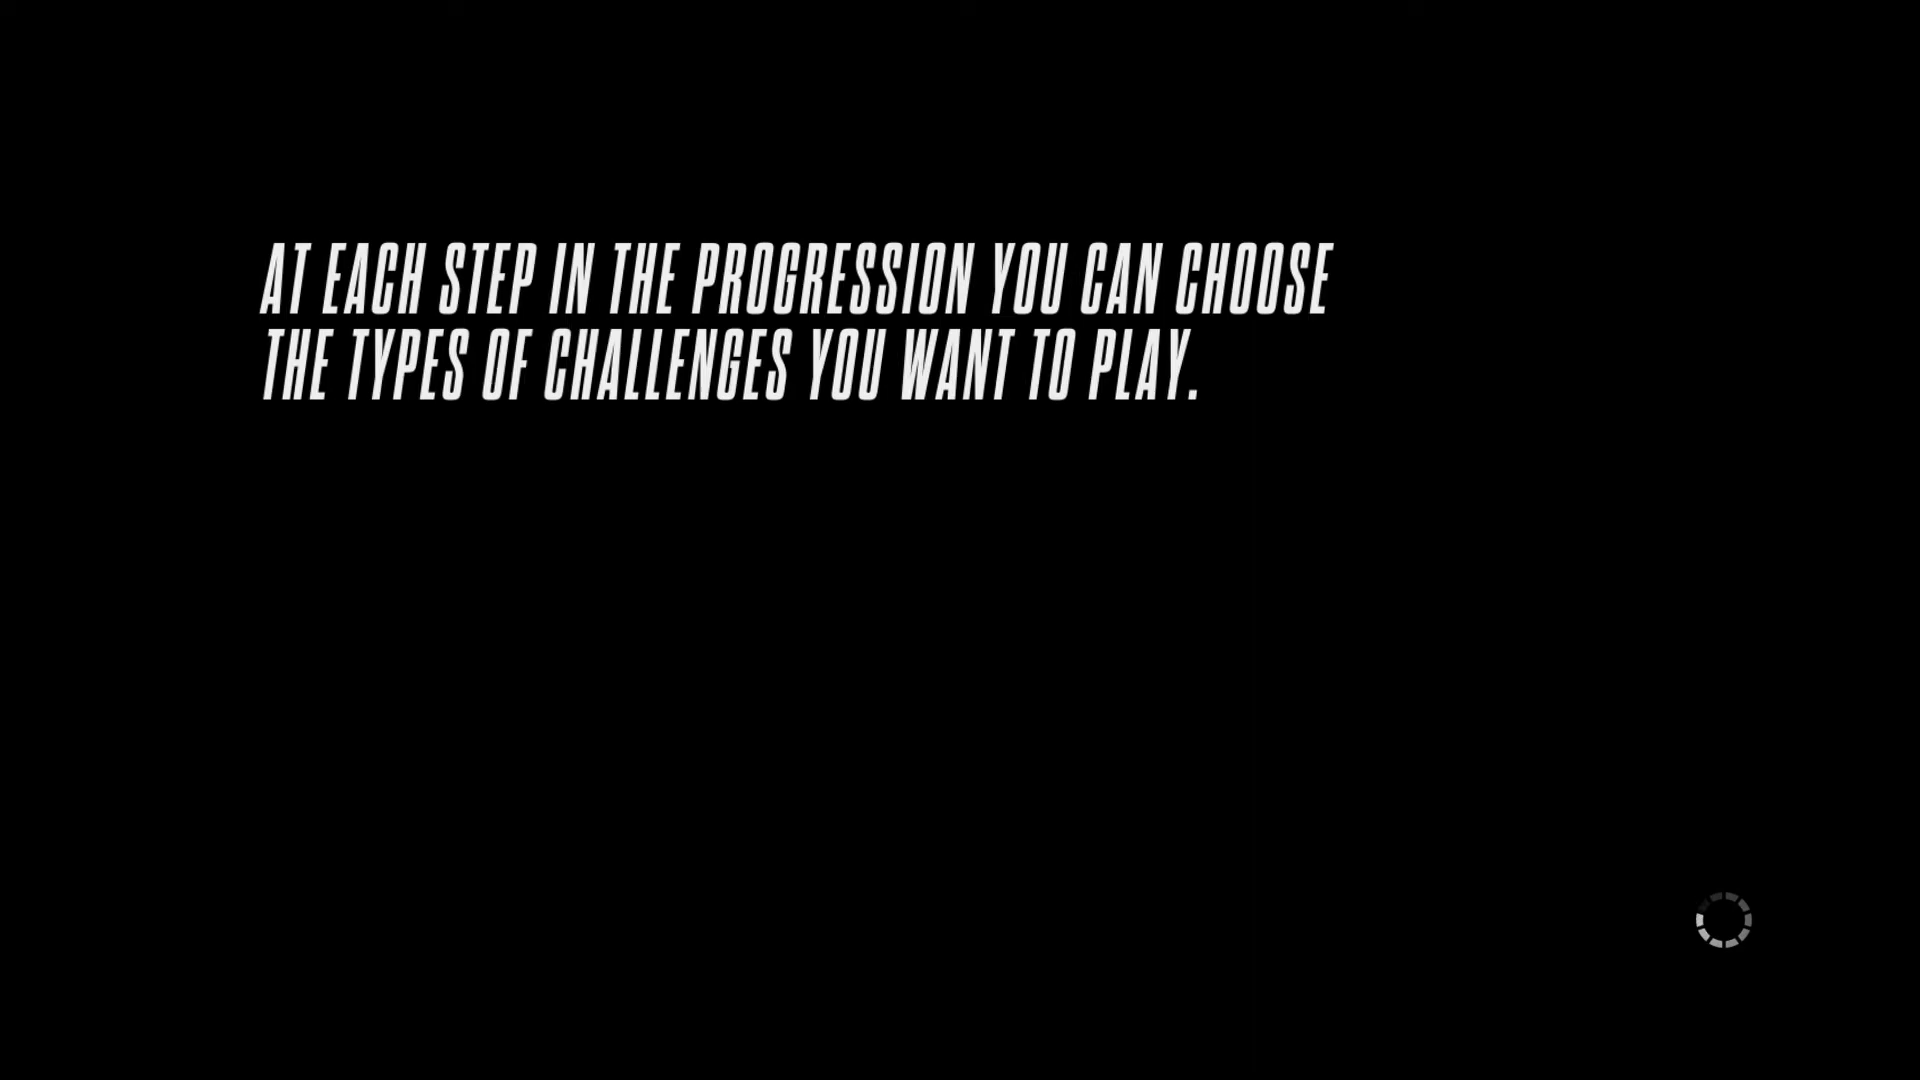 AT EACH STEP IN THE PROGRESSION YOU CAN CHOOSE
THE TYPES OF CHALLENGES YOU WANT TO PLAY.